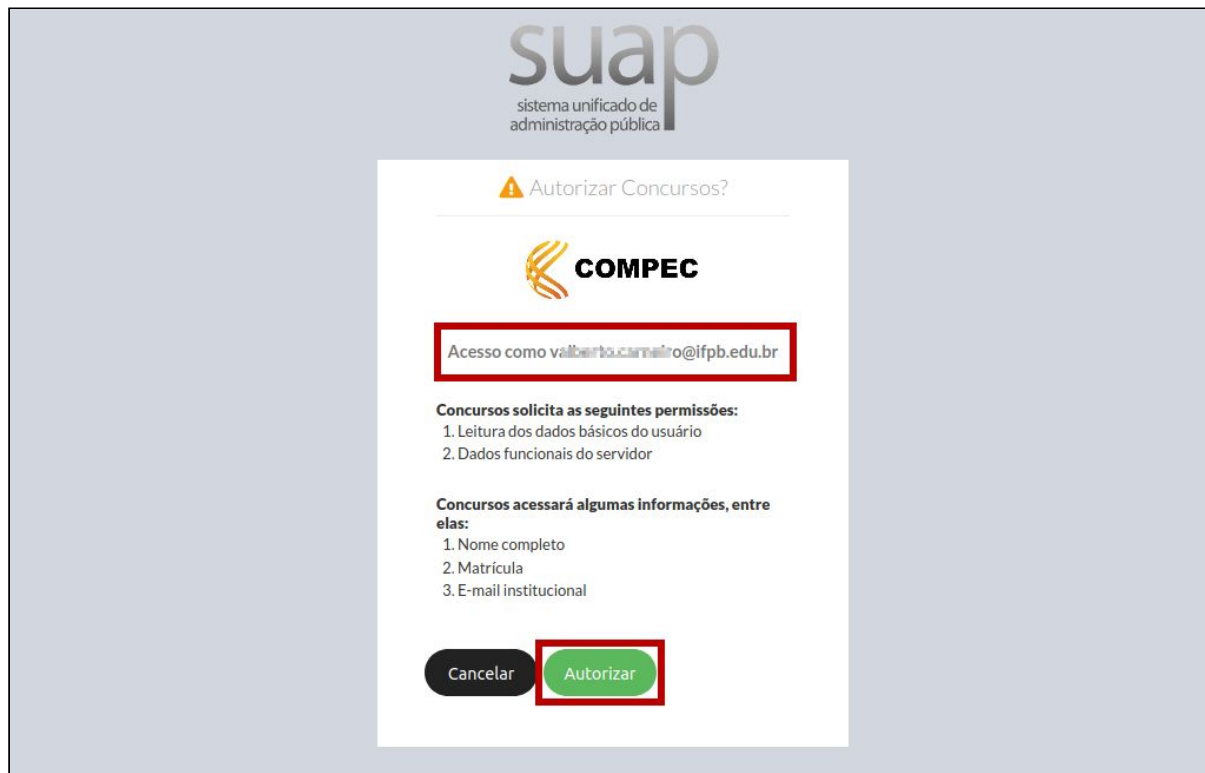 suap
sistema unificado de
administração pública
Autorizar Concursos?
COMPEC
Acesso como @ifpb.edu.br
Concursos solicita as seguintes permissões:
1. Leitura dos dados básicos do usuário
2. Dados funcionais do servidor
Concursos acessará algumas informações, entre
elas:
1. Nome completo
2. Matrícula
3. E-mail institucional
Cancelar
Autorizar